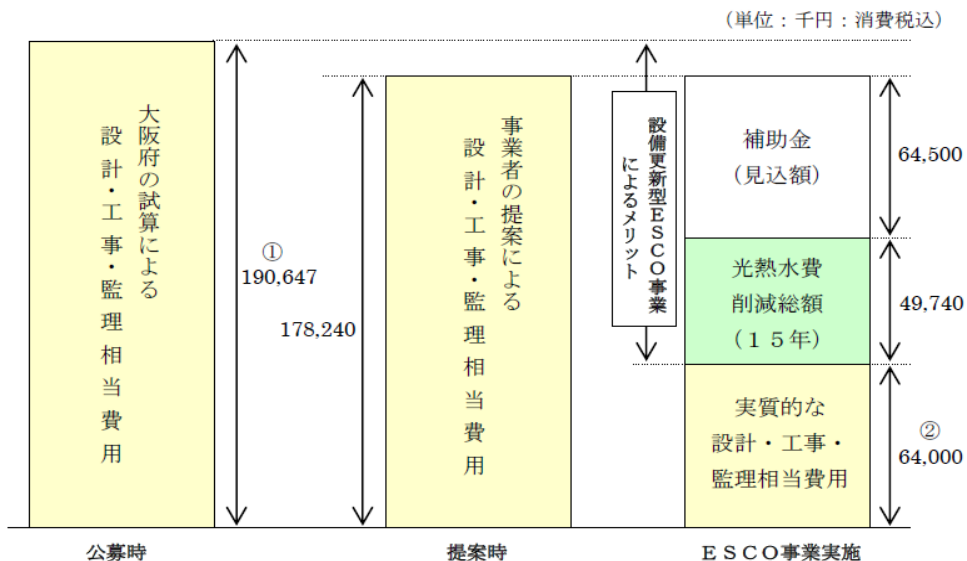 （単位：千円：消費税込）
大阪府の試算による
設計・工事・監理相当費用
①
190,647
178,240
事業者の提案による
設計・工事・監理相当費用
設備更新型ＥＳＣＯ事業
によるメリット
補助金
（見込額）
64,500
光熱水費
削減総額
（１５年）
49,740
実質的な
設計・工事・
監理相当費用
②
64,000
公募時
提案時
ＥＳＣＯ事業実施